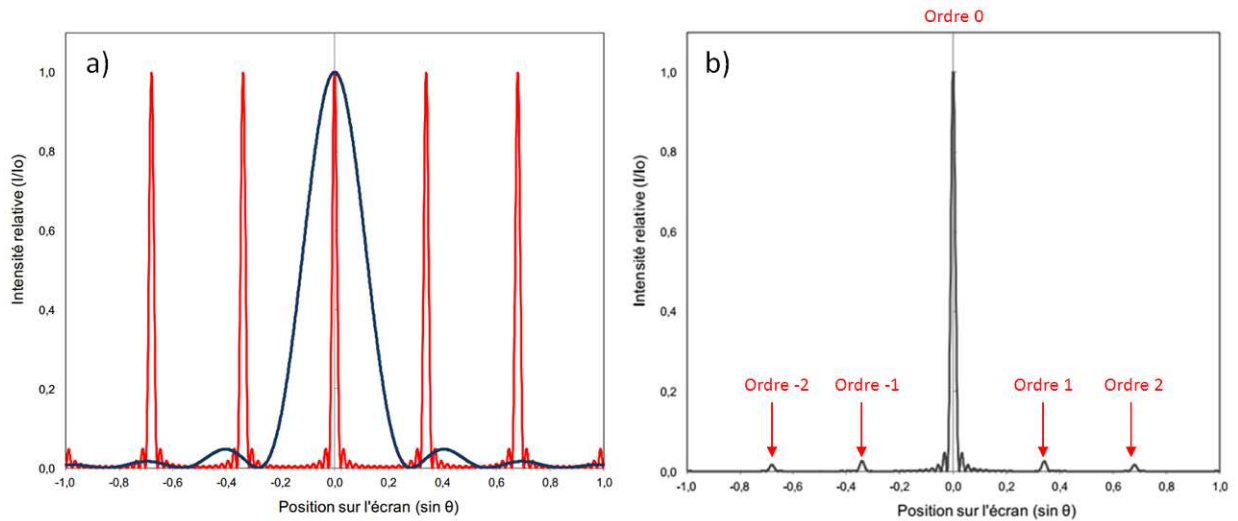 a)
Intensité relative (I/Io)
1,0
0,8
0,6
0,4
0,2
0,0
-1,0 -0,8 -0,6 -0,4 -0,2 0,0 0,2 0,4 0,6 0,8 1,0
Position sur l'écran (sin θ)
Ordre 0
b)
Intensité relative (I/Io)
1,0
0,8
0,6
0,4
0,2
Ordre -2 Ordre -1 Ordre 1 Ordre 2
0,0
-1,0 -0,8 -0,6 -0,4 -0,2 0,0 0,2 0,4 0,6 0,8 1,0
Position sur l'écran (sin θ)